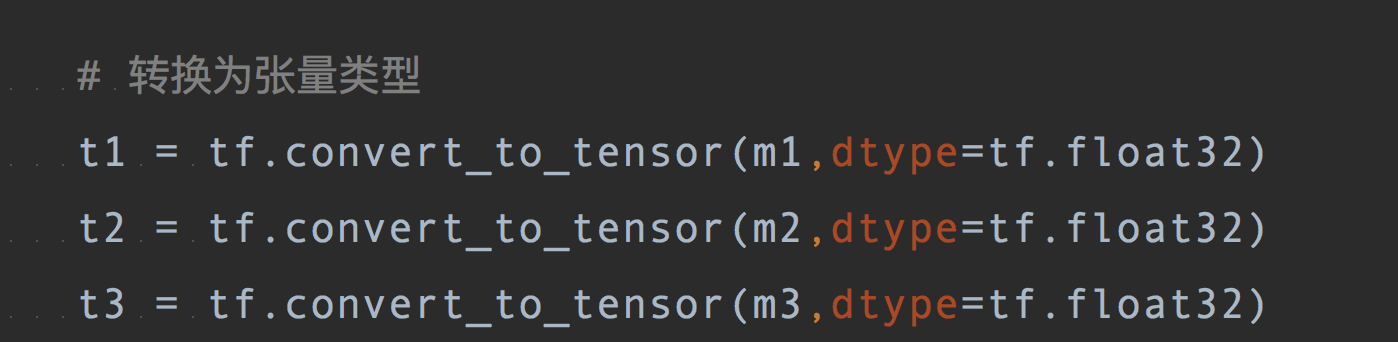 # 转换为张量类型
t1 = tf.convert_to_tensor(m1,dtype=tf.float32)
t2 = tf.convert_to_tensor(m2,dtype=tf.float32)
t3 = tf.convert_to_tensor(m3,dtype=tf.float32)